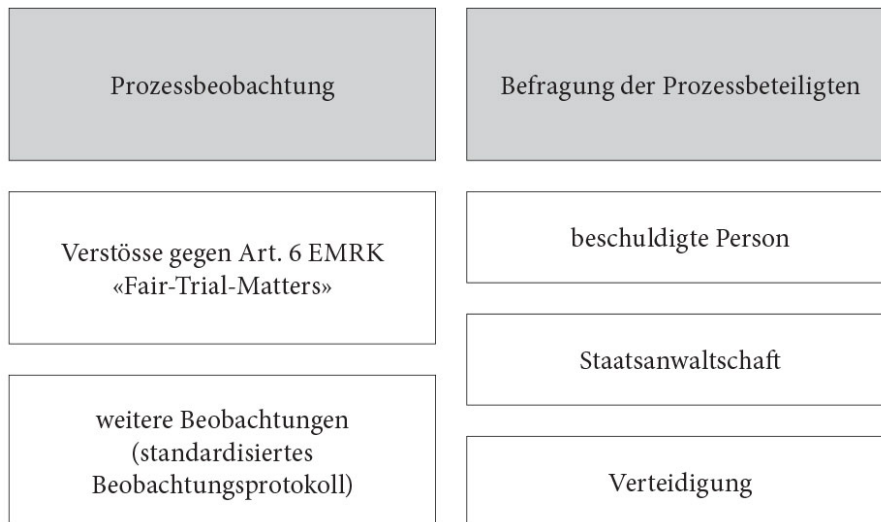 Prozessbeobachtung
Verstösse gegen Art. 6 EMRK
«Fair-Trial-Matters»
weitere Beobachtungen
(standardisiertes
Beobachtungsprotokoll)
Befragung der Prozessbeteiligten
beschuldigte Person
Staatsanwaltschaft
Verteidigung